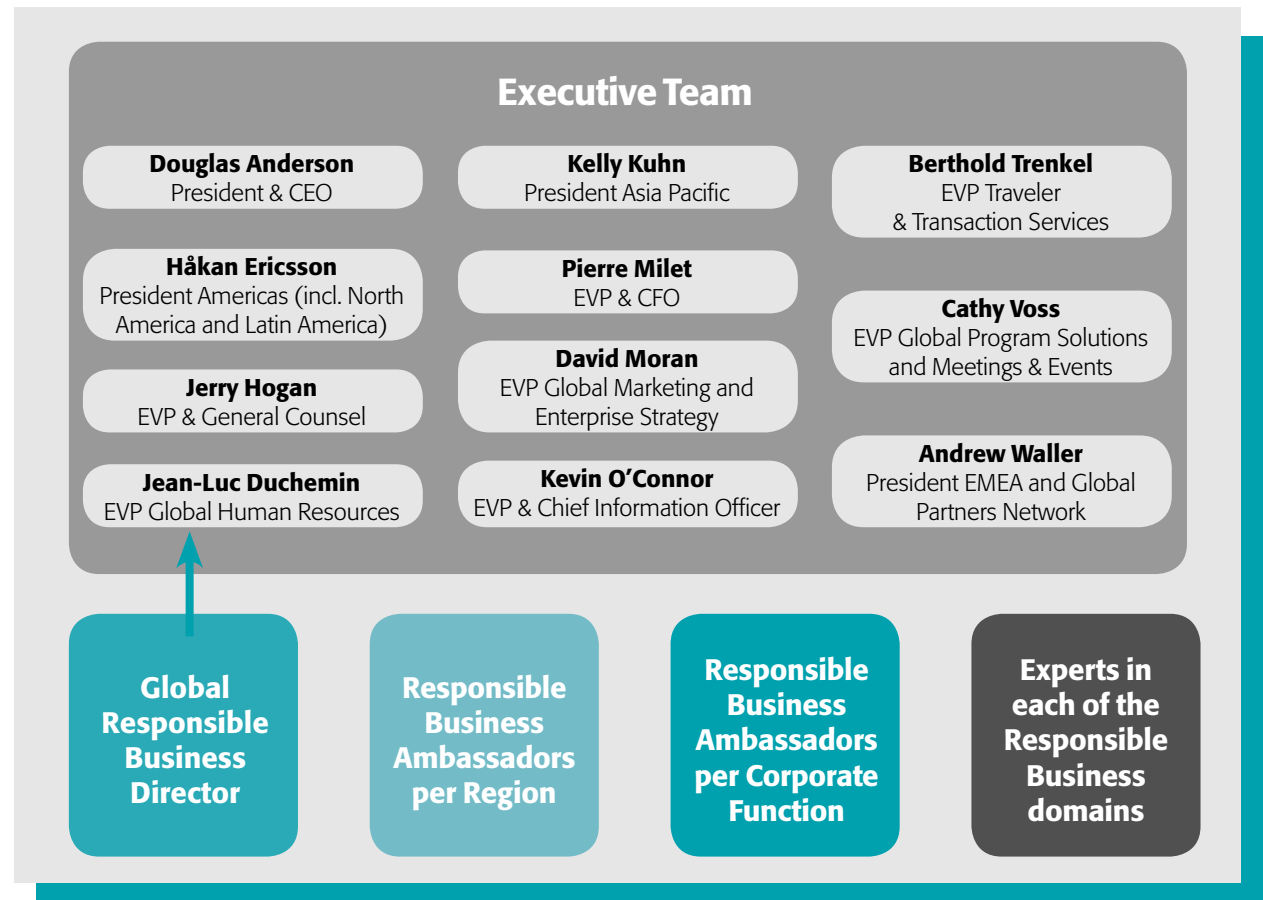 Executive Team
Douglas Anderson
President & CEO
Håkan Ericsson
President Americas (incl. North
America and Latin America)
Jerry Hogan
EVP & General Counsel
Jean-Luc Duchemin
EVP Global Human Resources
Kelly Kuhn
President Asia Pacific
Pierre Milet
EVP & CFO
David Moran
EVP Global Marketing and
Enterprise Strategy
Kevin O’Connor
EVP & Chief Information Officer
Berthold Trenkel
EVP Traveler
& Transaction Services
Cathy Voss
EVP Global Program Solutions
and Meetings & Events
Andrew Waller
President EMEA and Global
Partners Network
Global
Responsible
Business
Director
Responsible
Business
Ambassadors
per Region
Responsible
Business
Ambassadors
per Corporate
Function
Experts in
each of the
Responsible
Business
domains